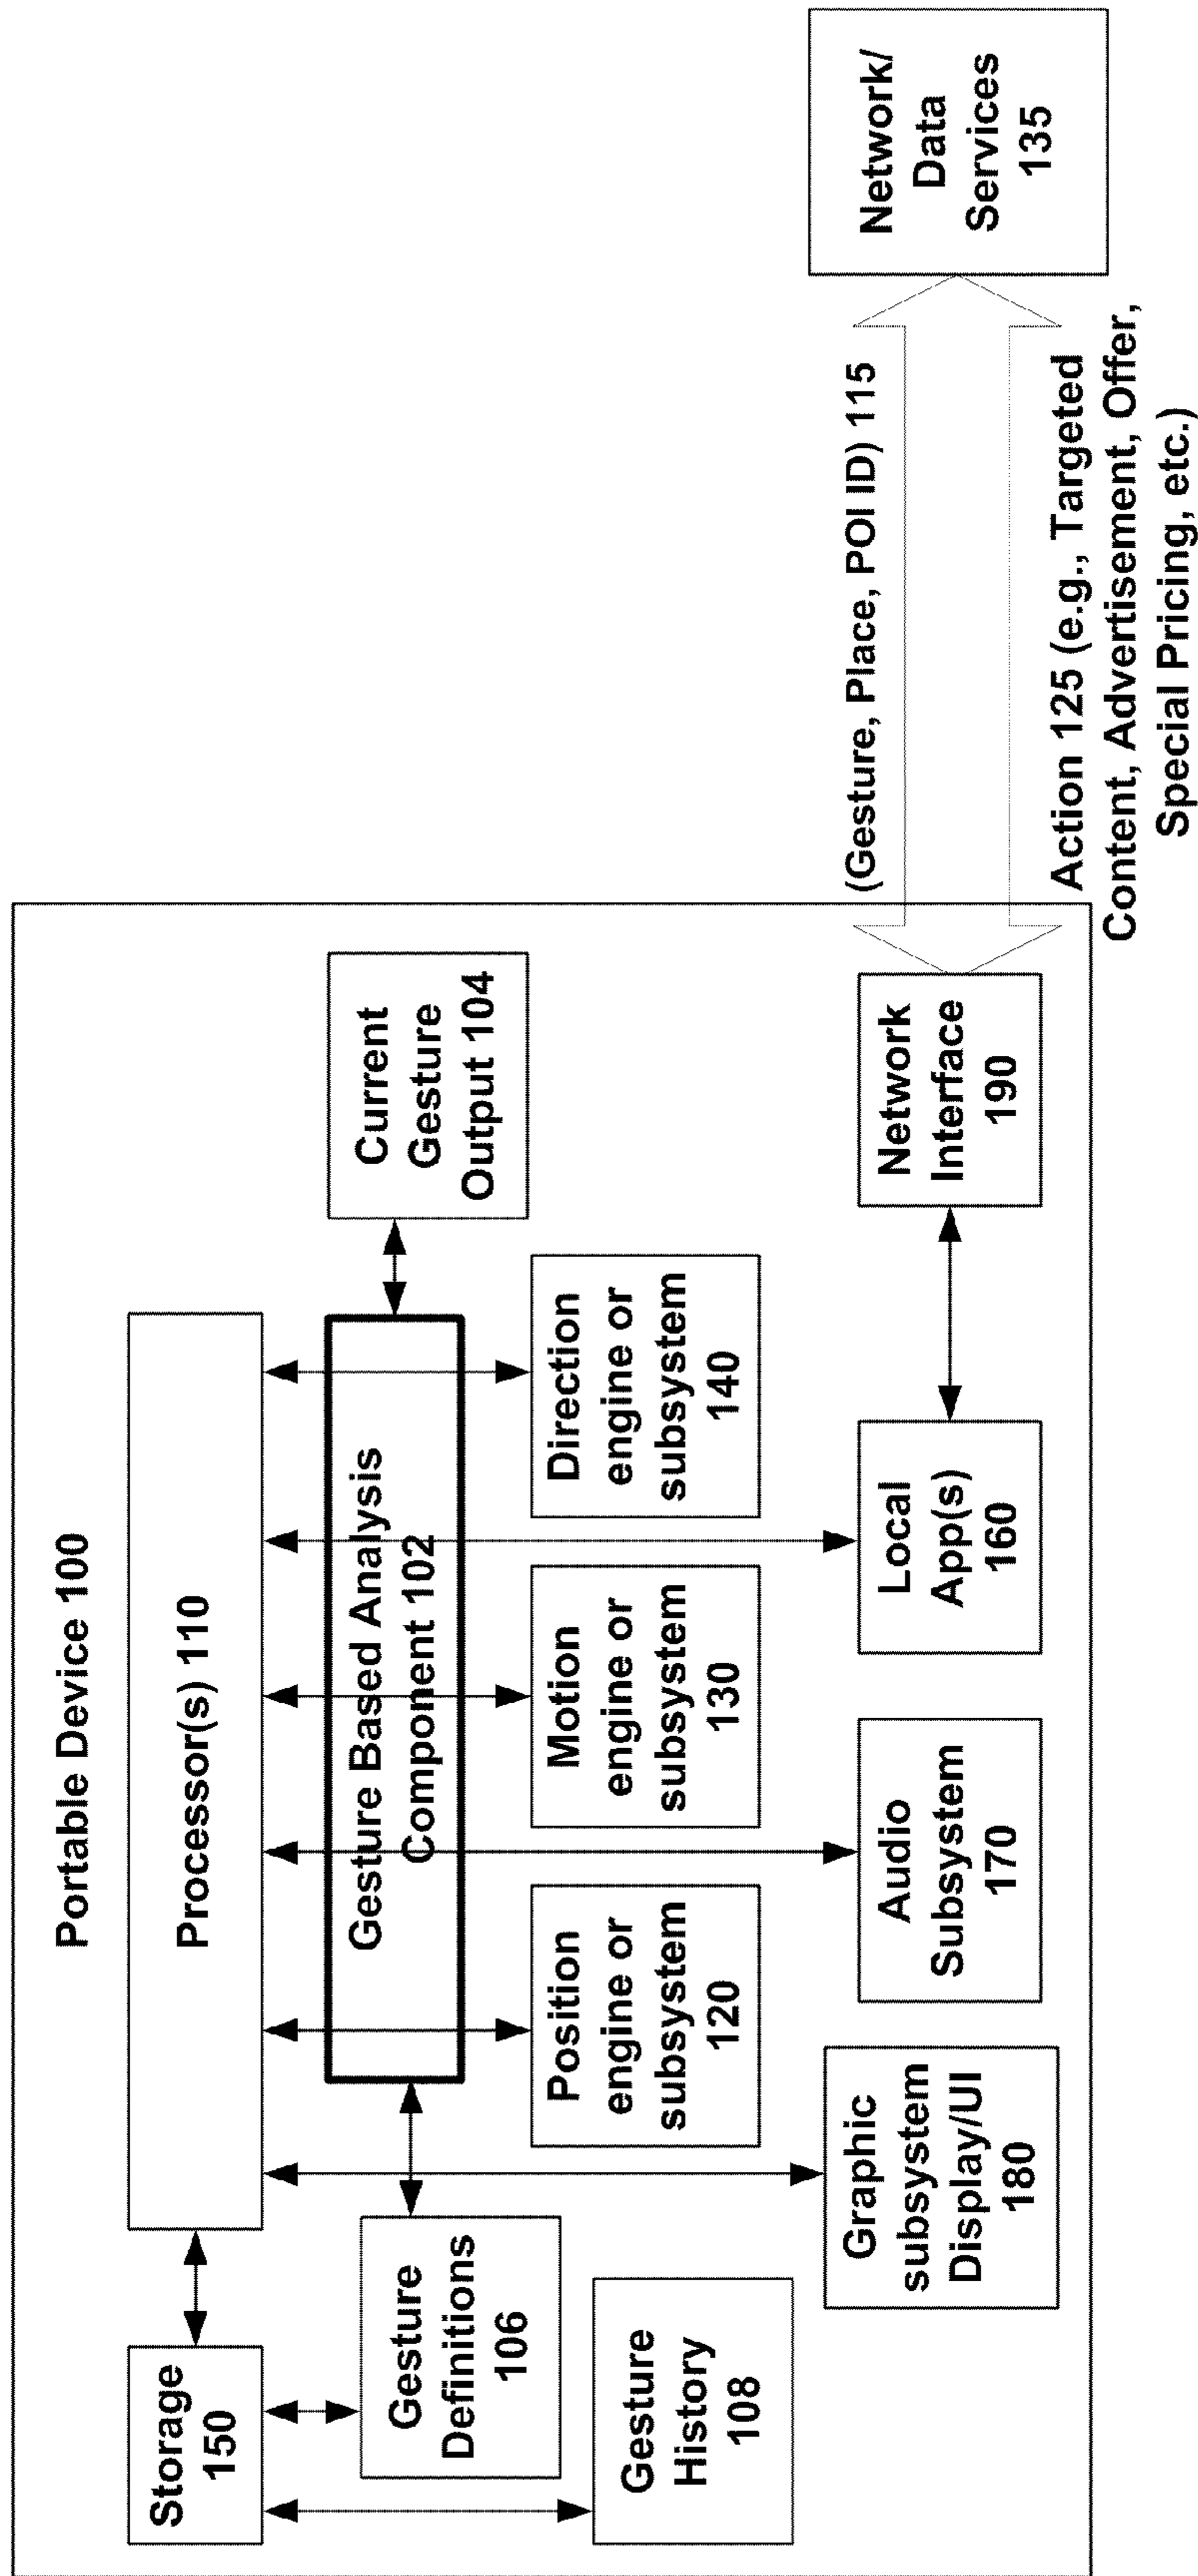 Portable Device 100
Storage
150
Processor(s) 110
Gesture Based Analysis
Component 102
Current
Gesture
Output 104
Gesture
Definitions
106
Gesture
History
108
Position
engine or
subsystem
120
Motion
engine or
subsystem
130
Direction
engine or
subsystem
140
Graphic
subsystem
Display/UI
180
Audio
Subsystem
170
Local
App(s)
160
Network
Interface
190
(Gesture, Place, POI ID) 115
Action 125 (e.g., Targeted
Content, Advertisement, Offer,
Special Pricing, etc.)
Network/
Data
Services
135